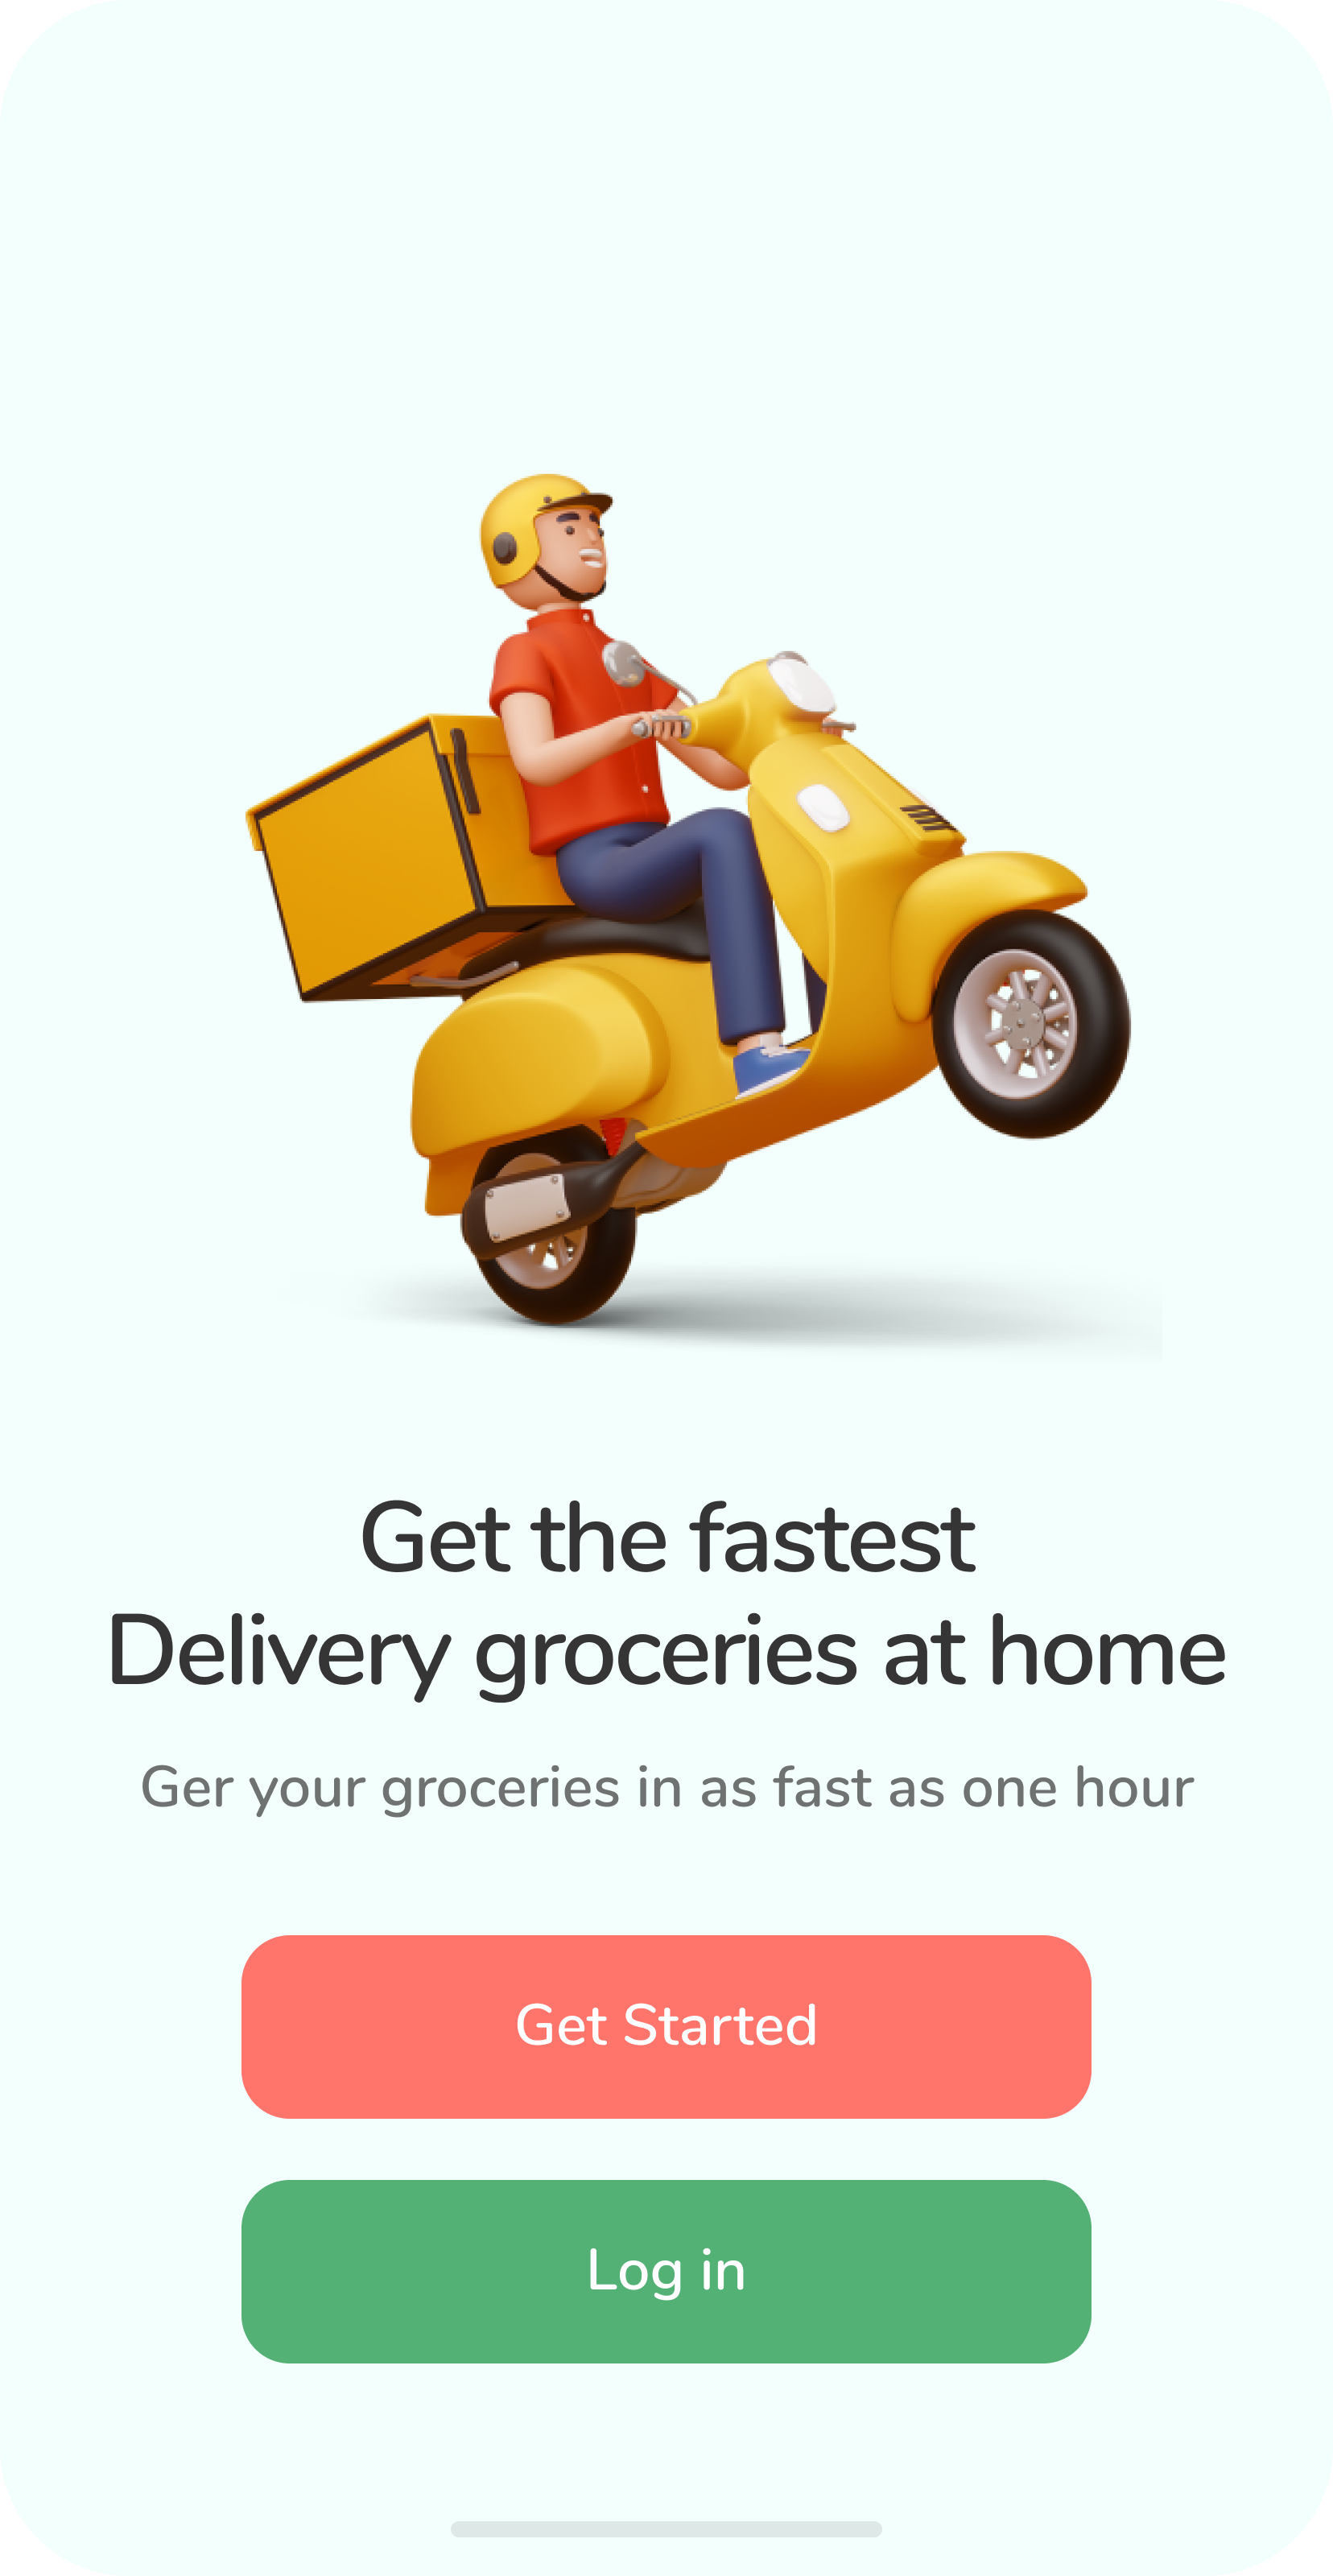 Get the fastest
Delivery groceries at home
Ger your groceries in as fast as one hour
Get Started
Log in